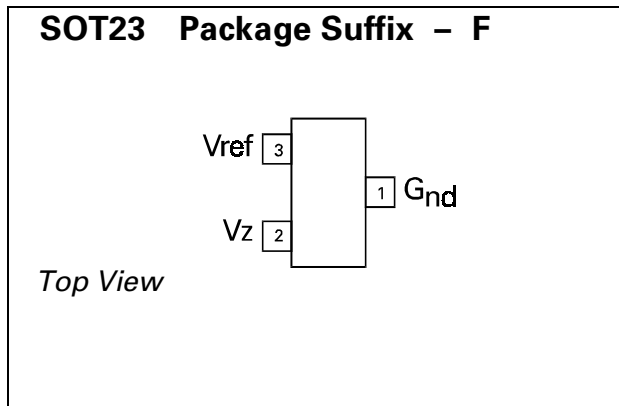 SOT23 Package Suffix – F
Vref 3
1 Gnd
Vz 2
Top View